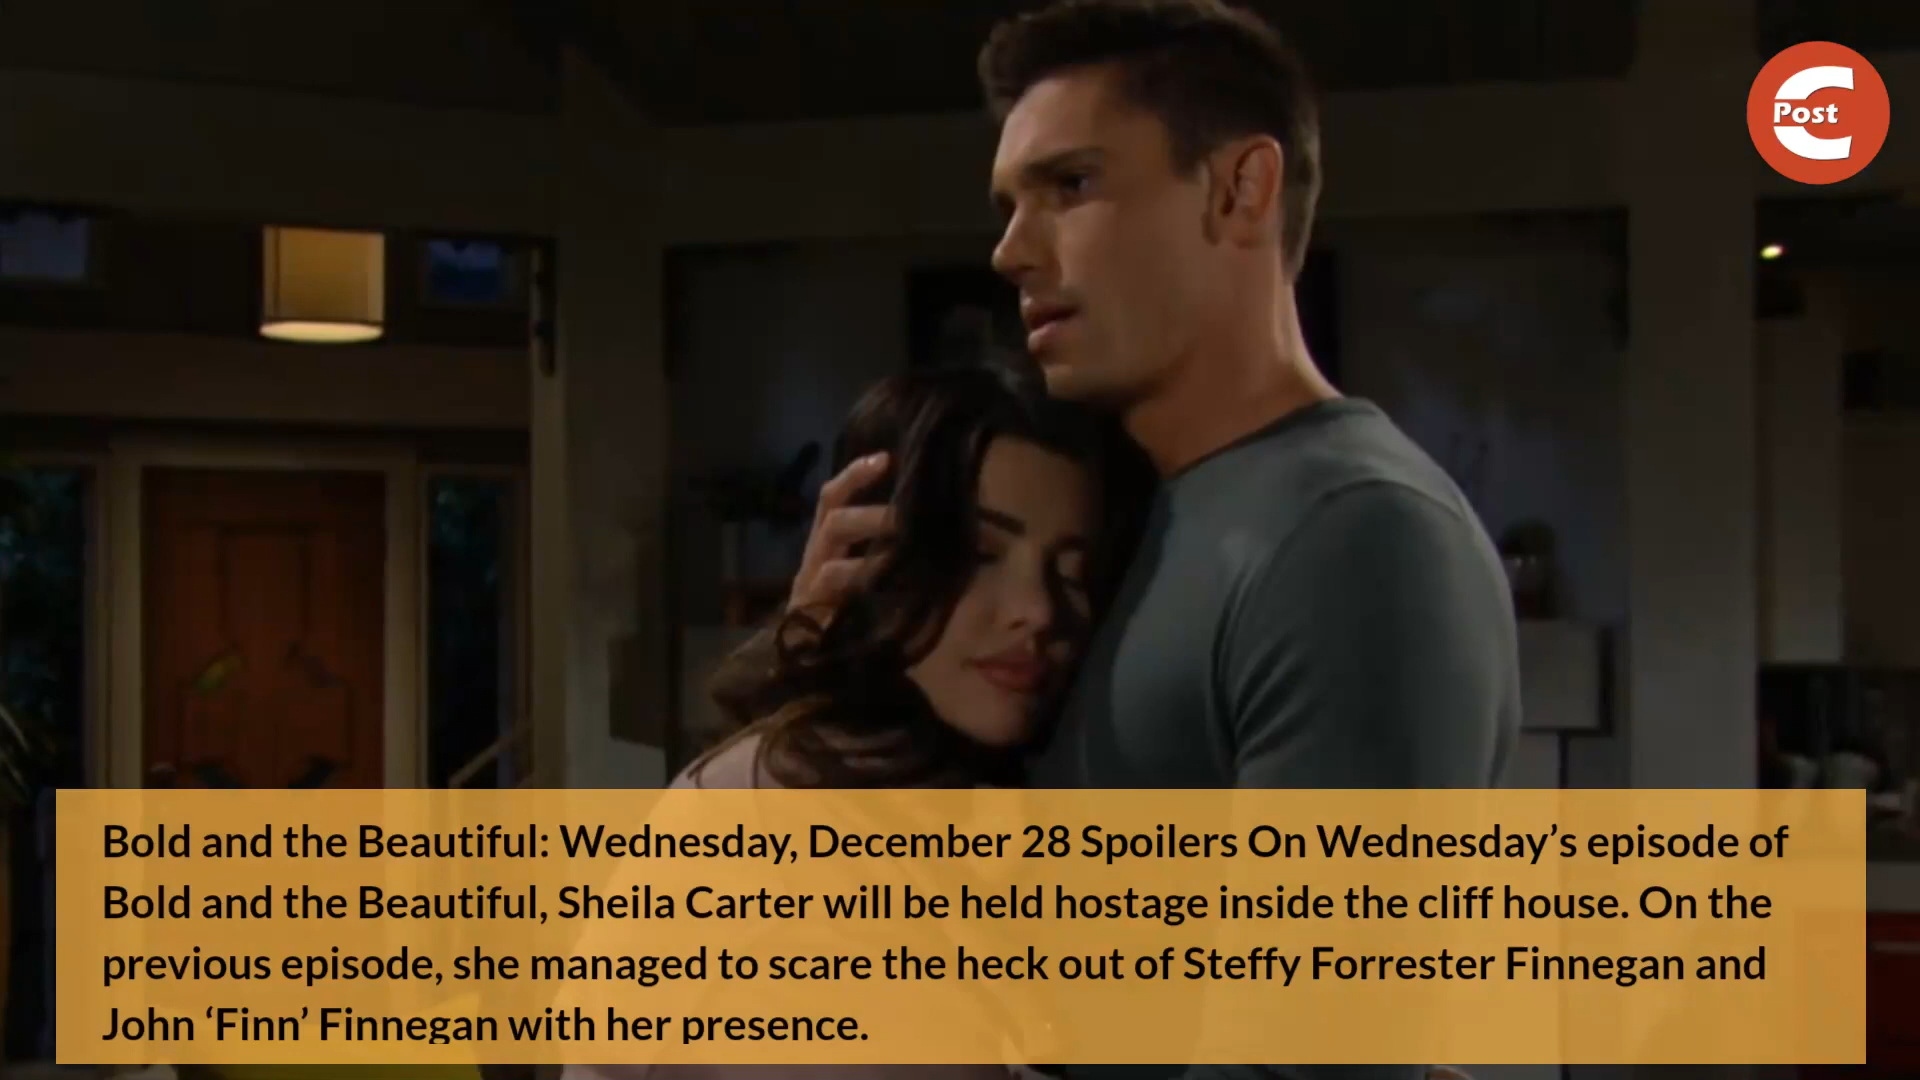 Post
Bold and the Beautiful: Wednesday, December 28 Spoilers On Wednesday’s episode of
Bold and the Beautiful, Sheila Carter will be held hostage inside the cliff house. On the
previous episode, she managed to scare the heck out of Steffy Forrester Finnegan and
John ‘Finn’ Finnegan with her presence.